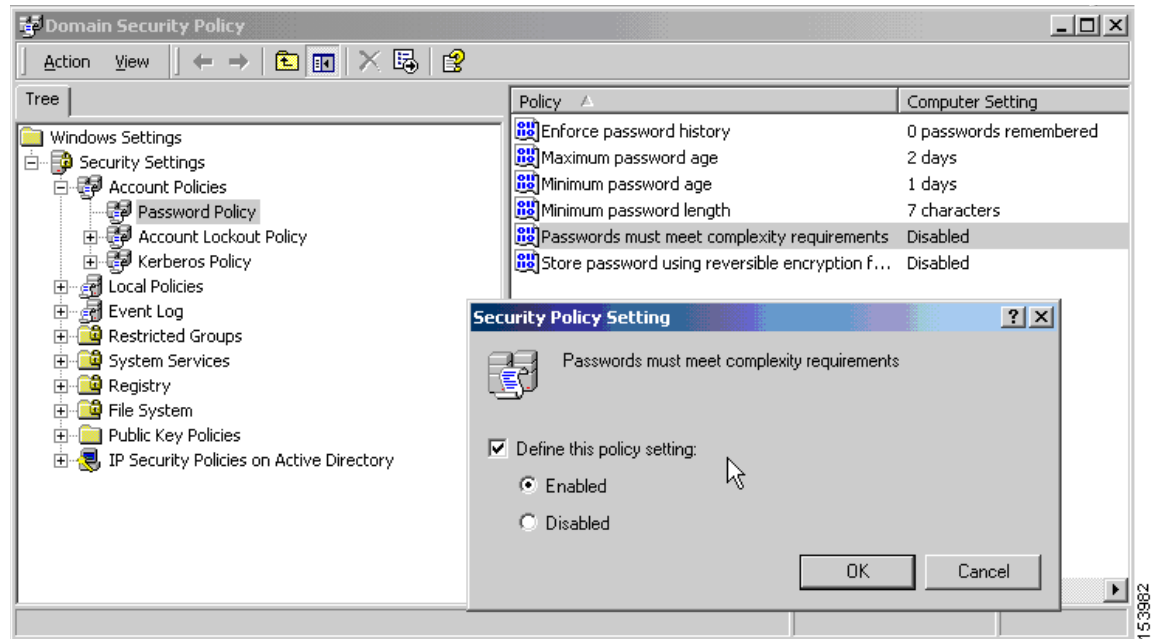 Domain Security Policy
Action View
Tree
Policy Computer Setting
Windows Settings
Security Settings
Account Policies
Password Policy
Account Lockout Policy
Kerberos Policy
Local Policies
Event Log
Restricted Groups
System Services
Registry
File System
Public Key Policies
IP Security Policies on Active Directory
Enforce password history 0 passwords remembered
Maximum password age 2 days
Minimum password age 1 days
Minimum password length 7 characters
Passwords must meet complexity requirements Disabled
Store password using reversible encryption f... Disabled
Security Policy Setting
Passwords must meet complexity requirements
Define this policy setting:
Enabled
Disabled
OK Cancel
153982